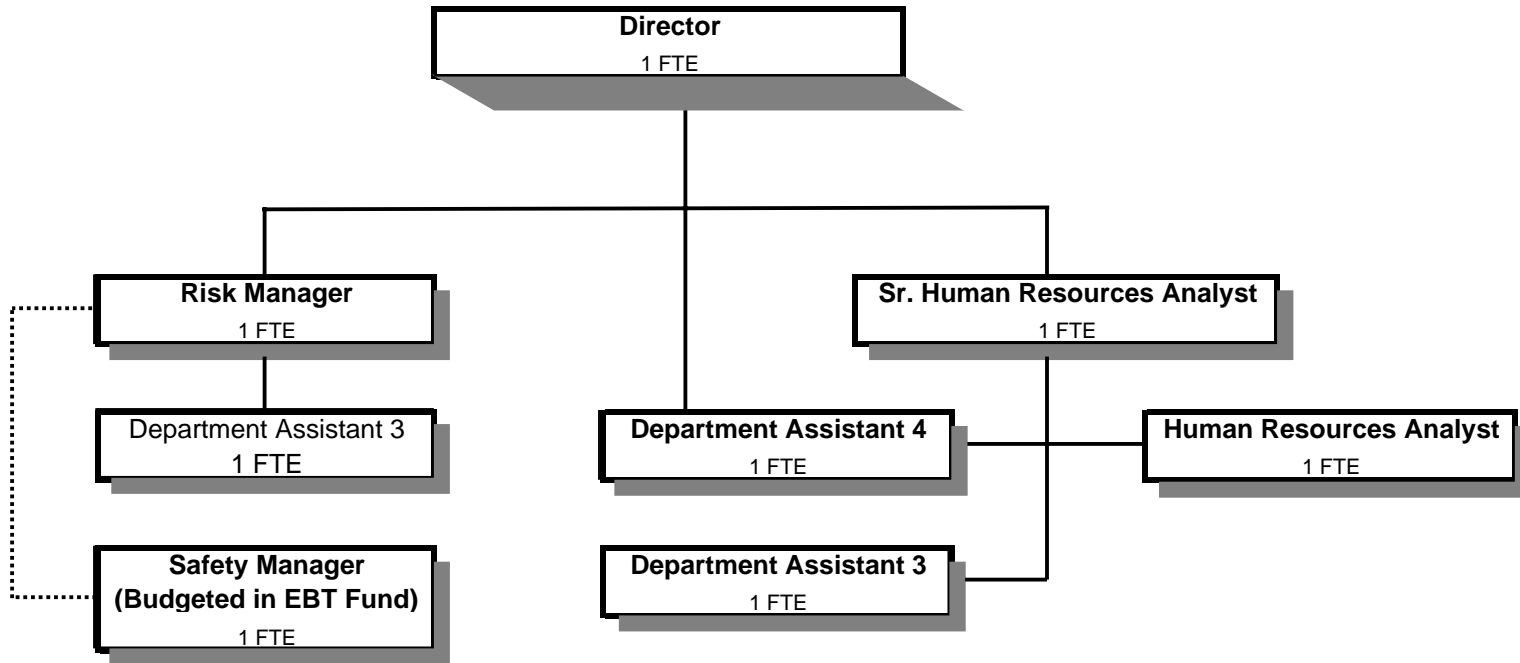 Director
1 FTE
Risk Manager
1 FTE
Sr. Human Resources Analyst
1 FTE
Department Assistant 3
1 FTE
Department Assistant 4
1 FTE
Human Resources Analyst
1 FTE
Safety Manager
(Budgeted in EBT Fund)
1 FTE
Department Assistant 3
1 FTE